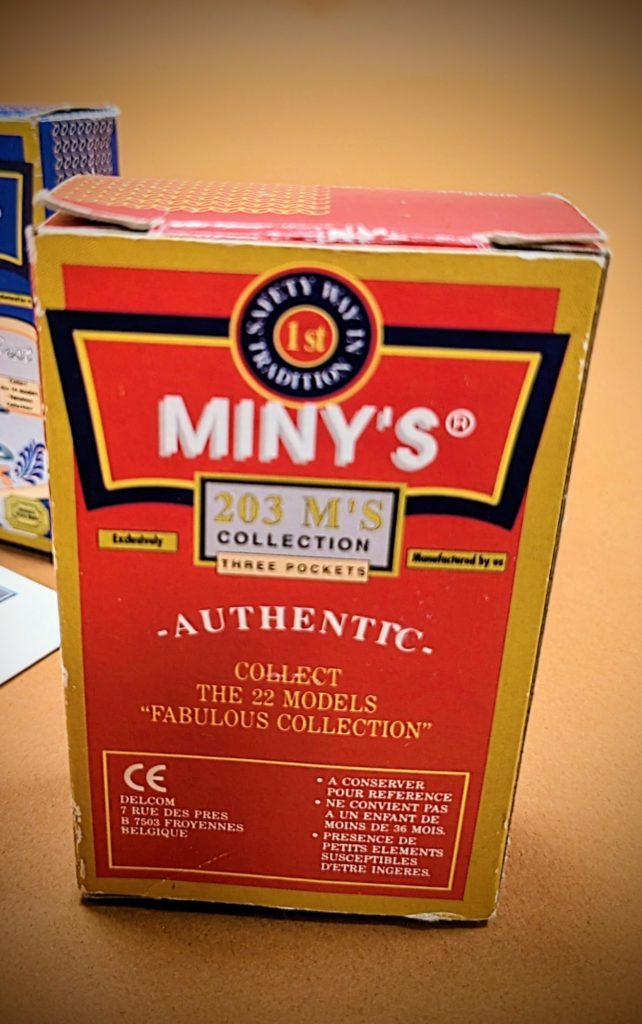 SAFETY WAY IN
1st
TRADITION
MINY'S®
203 M'S
COLLECTION
THREE POCKETS
Exclusively
Manufactured by us
-AUTHENTIC-
COLLECT
THE 22 MODELS
“FABULOUS COLLECTION”
CE
DELCOM
7 RUE DES PRES
B 7503 FROYENNES
BELGIQUE
• A CONSERVER
POUR REFERENCE
• NE CONVIENT PAS
A UN ENFANT DE
MOINS DE 36 MOIS.
• PRESENCE DE
PETITS ELEMENTS
SUSCEPTIBLES
D'ETRE INGERES.